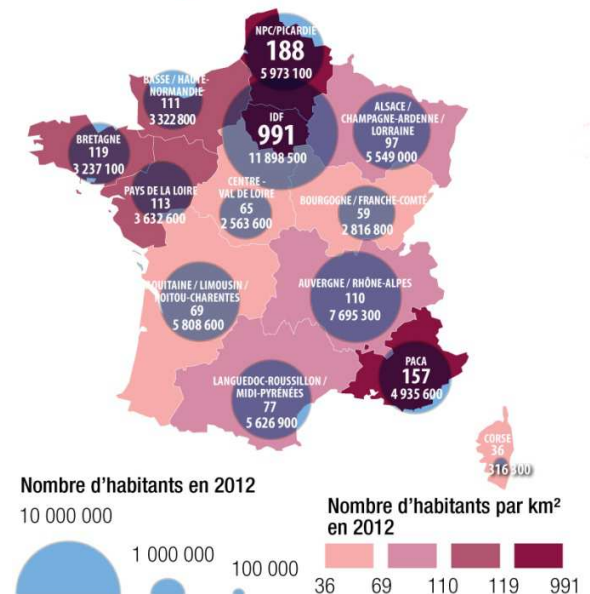 NPC/PICARDIE
188
5 973 100
BASSE / HAUTE-
NORMANDIE
111
3 322 800
IDF
991
11 898 500
ALSACE /
CHAMPAGNE-ARDENNE /
LORRAINE
97
5 549 000
BRETAGNE
119
3 237 100
PAYS DE LA LOIRE
113
3 632 600
CENTRE -
VAL DE LOIRE
65
2 563 600
BOURGOGNE / FRANCHE-COMTÉ
59
2 816 800
AQUITAINE / LIMOUSIN /
POITOU-CHARENTES
69
5 808 600
AUVERGNE / RHÔNE-ALPES
110
7 695 300
LANGUEDOC-ROUSSILLON /
MIDI-PYRÉNÉES
77
5 626 900
PACA
157
4 935 600
CORSE
36
316 300
Nombre d'habitants en 2012
10 000 000
1 000 000
100 000
Nombre d'habitants par km²
en 2012
36 69 110 119 991